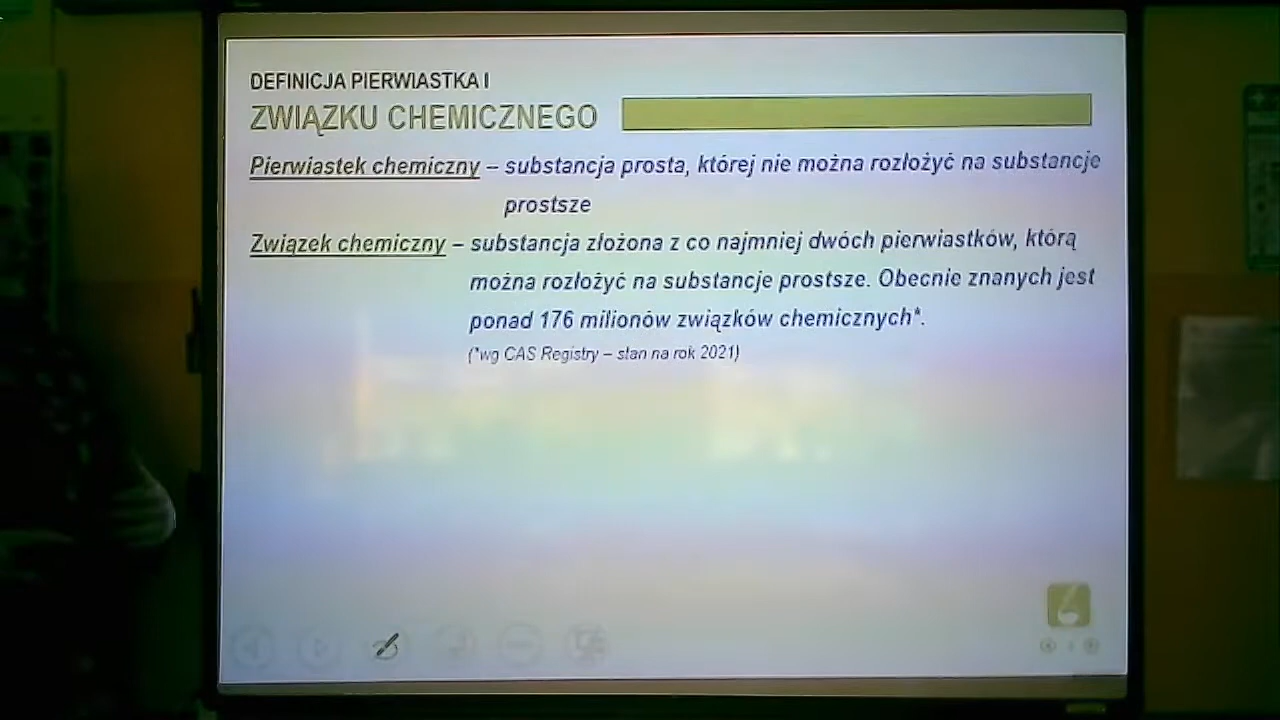 DEFINICJA PIERWIASTKA I
ZWIĄZKU CHEMICZNEGO
Pierwiastek chemiczny – substancja prosta, której nie można rozłożyć na substancje
prostsze
Związek chemiczny – substancja złożona z co najmniej dwóch pierwiastków, którą
można rozłożyć na substancje prostsze. Obecnie znanych jest
ponad 176 milionów związków chemicznych*.
(*wg CAS Registry – stan na rok 2021)